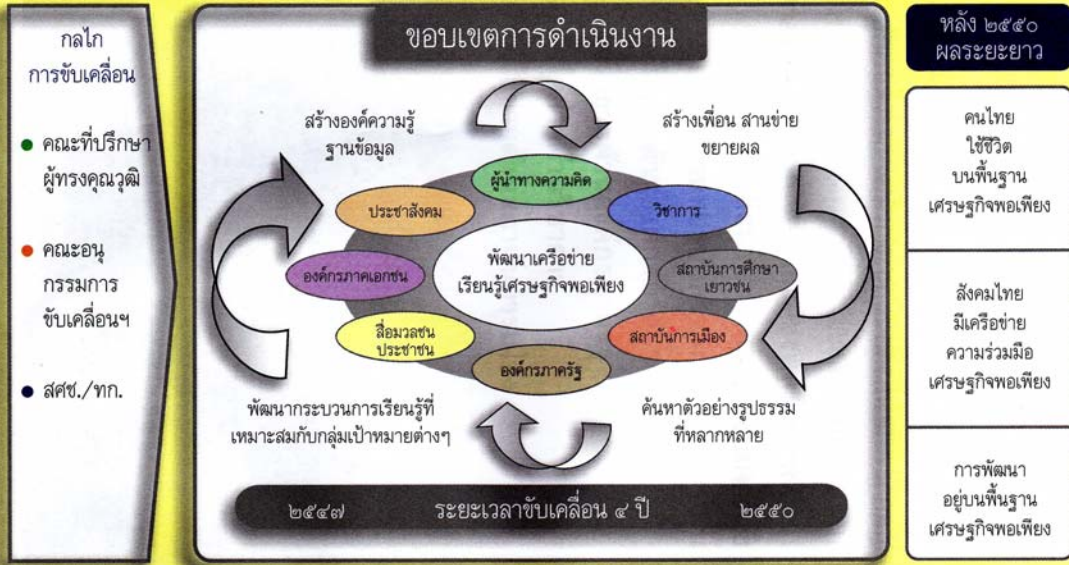 กลไก
การขับเคลื่อน
คณะที่ปรึกษา
ผู้ทรงคุณวุฒิ
คณะอนุ
กรรมการ
ขับเคลื่อนฯ
สศช./ทก.
ขอบเขตการดำเนินงาน
สร้างองค์ความรู้
ฐานข้อมูล
สร้างเพื่อน สานข่าย
ขยายผล
ผู้นำทางความคิด
ประชาสังคม
วิชาการ
องค์กรภาคเอกชน
พัฒนาเครือข่าย
เรียนรู้เศรษฐกิจพอเพียง
สถาบันการศึกษา
เยาวชน
สื่อมวลชน
ประชาชน
สถาบันการเมือง
องค์กรภาครัฐ
พัฒนากระบวนการเรียนรู้ที่
เหมาะสมกับกลุ่มเป้าหมายต่างๆ
ค้นหาตัวอย่างรูปธรรม
ที่หลากหลาย
๒๕๔๗ ระยะเวลาขับเคลื่อน ๔ ปี ๒๕๕๐
หลัง ๒๕๕๐
ผลระยะยาว
คนไทย
ใช้ชีวิต
บนพื้นฐาน
เศรษฐกิจพอเพียง
สังคมไทย
มีเครือข่าย
ความร่วมมือ
เศรษฐกิจพอเพียง
การพัฒนา
อยู่บนพื้นฐาน
เศรษฐกิจพอเพียง